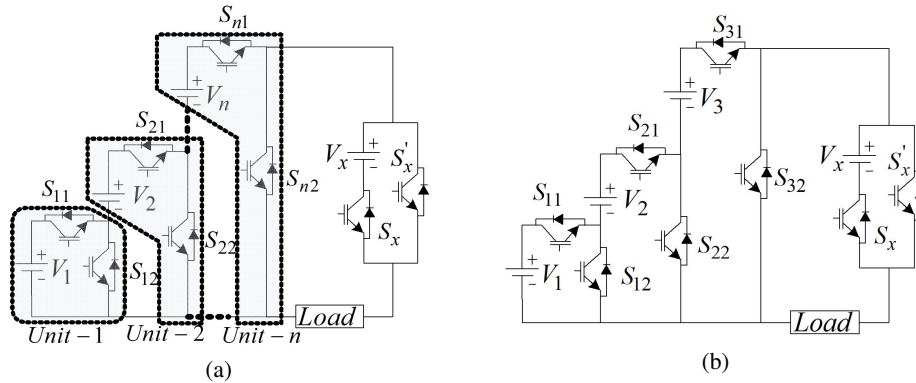 S_{n1}
+
−
V_n
S_{21}
+
−
V_2
S_{n2}
S_{11}
S_{22}
+
−
V_1
S_{12}
V_x
+
−
S'_x
S_x
Load
Unit−1
Unit−2
Unit−n
(a)
S_{31}
+
−
V_3
S_{21}
+
−
V_2
S_{32}
S_{11}
S_{22}
+
−
V_1
S_{12}
V_x
+
−
S'_x
S_x
Load
(b)